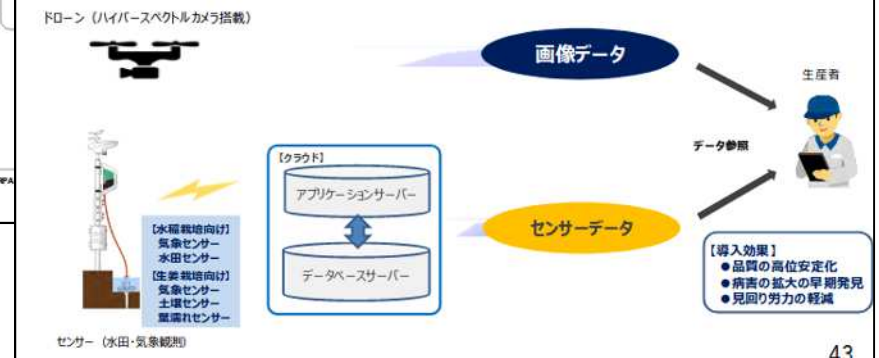 ドローン（ハイパースペクトルカメラ搭載）
画像データ
生産者
データ参照
【クラウド】
アプリケーションサーバー
データベースサーバー
センサーデータ
【水稲栽培向け】
気象センサー
水田センサー
【生姜栽培向け】
気象センサー
土壌センサー
葉濡れセンサー
【導入効果】
●品質の高位安定化
●病害の拡大の早期発見
●見回り労力の軽減
センサー（水田・気象観測）
43